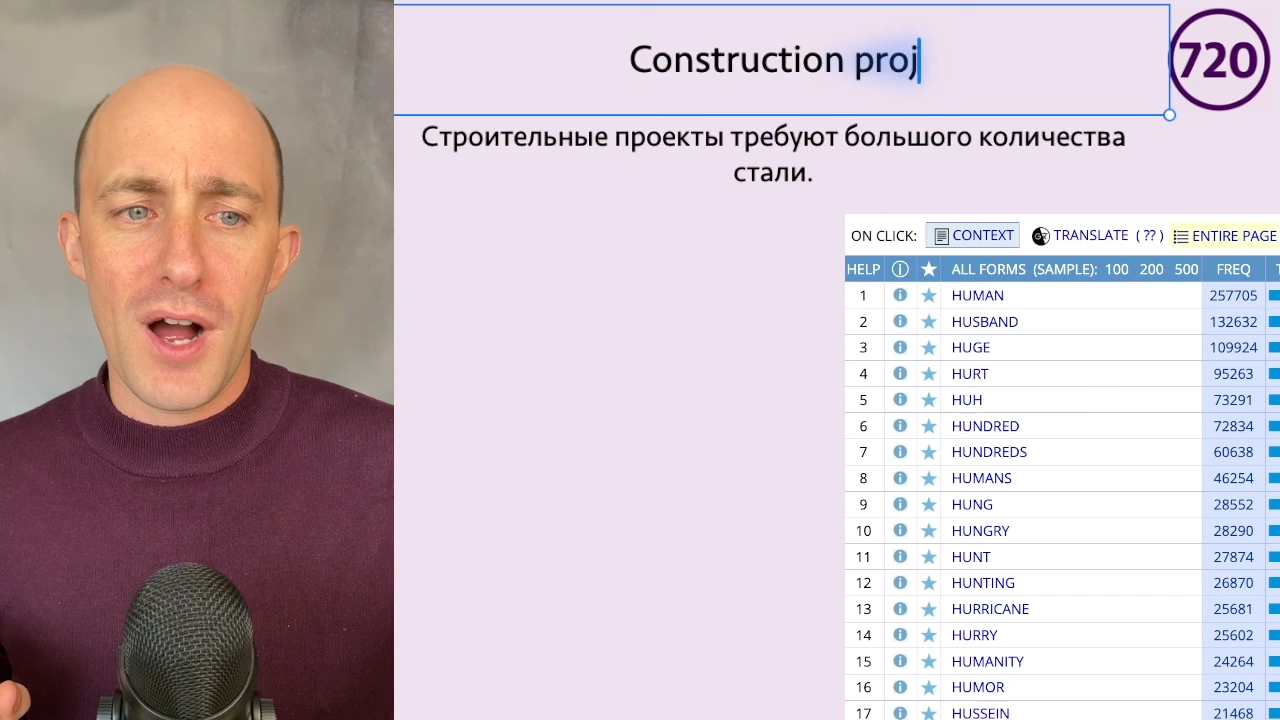 Construction proj
720
Строительные проекты требуют большого количества
стали.
ON CLICK: CONTEXT TRANSLATE ( ?? ) ENTIRE PAGE
HELP ALL FORMS (SAMPLE): 100 200 500 FREQ
1 HUMAN 257705
2 HUSBAND 132632
3 HUGE 109924
4 HURT 95263
5 HUH 73291
6 HUNDRED 72834
7 HUNDREDS 60638
8 HUMANS 46254
9 HUNG 28552
10 HUNGRY 28290
11 HUNT 27874
12 HUNTING 26870
13 HURRICANE 25681
14 HURRY 25602
15 HUMANITY 24264
16 HUMOR 23204
17 HUSSEIN 21468